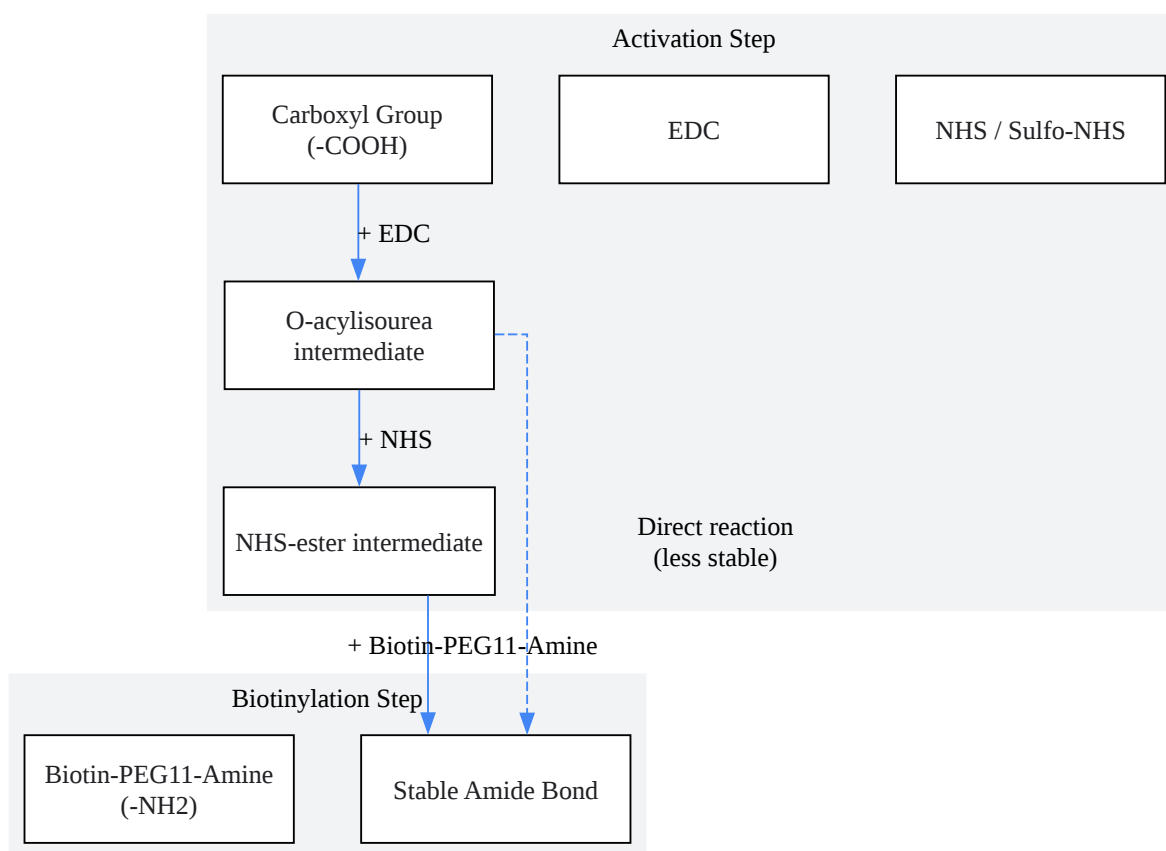 Activation Step
Carboxyl Group
(-COOH)
EDC
NHS / Sulfo-NHS
+ EDC
O-acylisourea
intermediate
+ NHS
NHS-ester intermediate
Direct reaction
(less stable)
+ Biotin-PEG11-Amine
Biotinylation Step
Biotin-PEG11-Amine
(-NH2)
Stable Amide Bond